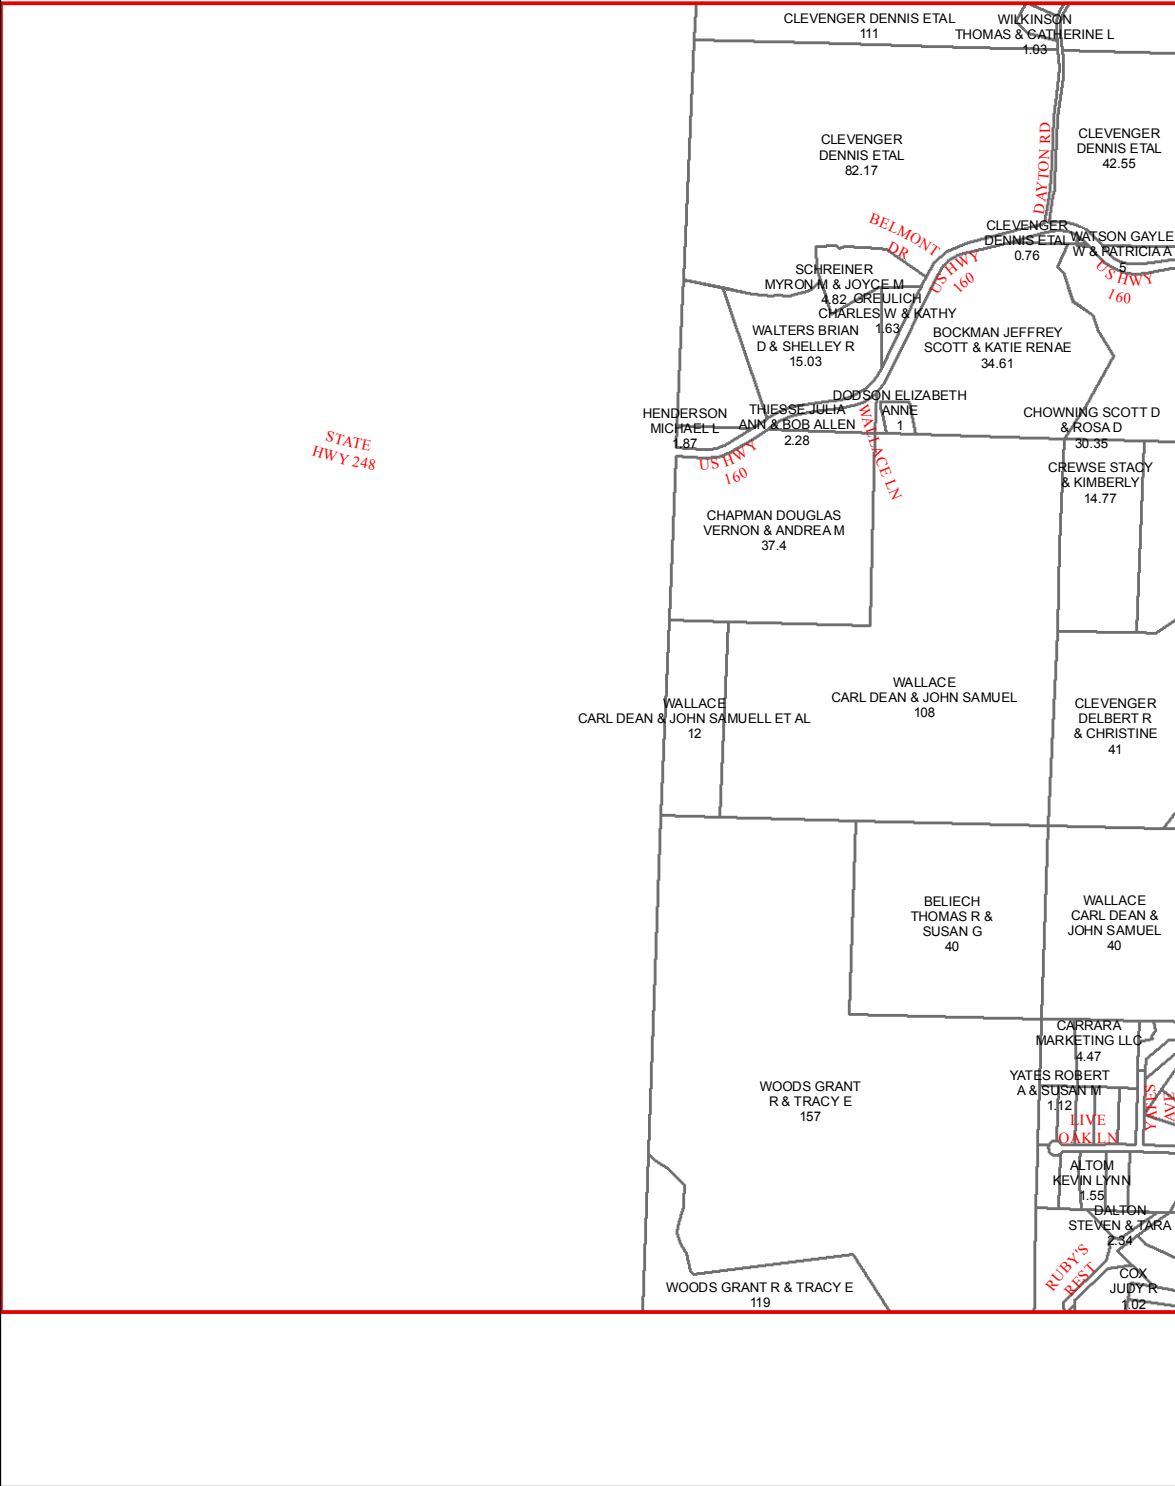 CLEVENGER DENNIS ETAL
111
WILKINSON
THOMAS & CATHERINE L
1.03
CLEVENGER
DENNIS ETAL
82.17
DAYTON RD
CLEVENGER
DENNIS ETAL
42.55
BELMONT
DR
CLEVENGER
DENNIS ETAL
0.76
WATSON GAYLE
W & PATRICIA A
5
US HWY
160
US HWY
160
SCHREINER
MYRON M & JOYCE M
4.82
GREULICH
CHARLES W & KATHY
1.63
WALTERS BRIAN
D & SHELLEY R
15.03
BOCKMAN JEFFREY
SCOTT & KATIE RENAE
34.61
DODSON ELIZABETH
ANNE
1
HENDERSON
MICHAEL L
1.87
THIESSE JULIA
ANN & BOB ALLEN
2.28
CHOWNING SCOTT D
& ROSA D
30.35
STATE
HWY 248
US HWY
160
WALLACE LN
CREWSE STACY
& KIMBERLY
14.77
CHAPMAN DOUGLAS
VERNON & ANDREA M
37.4
WALLACE
CARL DEAN & JOHN SAMUELL ET AL
12
WALLACE
CARL DEAN & JOHN SAMUEL
108
CLEVENGER
DELBERT R
& CHRISTINE
41
BELIECH
THOMAS R &
SUSAN G
40
WALLACE
CARL DEAN &
JOHN SAMUEL
40
CARRARA
MARKETING LLC
4.47
YATES ROBERT
A & SUSAN M
1.12
WOODS GRANT
R & TRACY E
157
YATES
AVE
LIVE
OAK LN
ALTOM
KEVIN LYNN
1.55
DALTON
STEVEN & TARA
2.34
RUBY'S
REST
COX
JUDY R
1.02
WOODS GRANT R & TRACY E
119